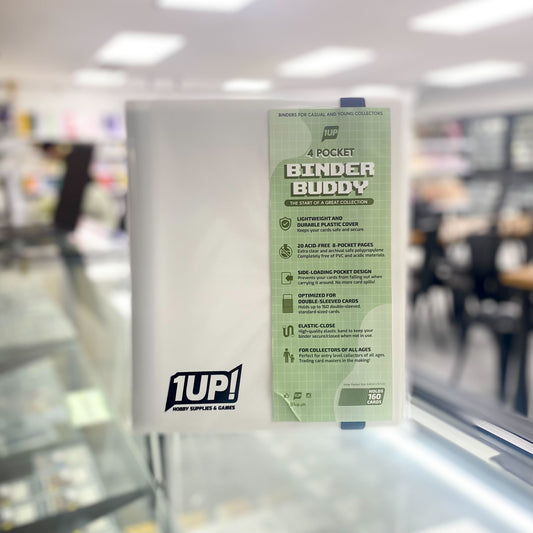 BINDERS FOR CASUAL AND YOUNG COLLECTORS
1UP
4 POCKET
BINDER
BUDDY
THE START OF A GREAT COLLECTION
LIGHTWEIGHT AND
DURABLE PLASTIC COVER
Keeps your cards safe and secure.
20 ACID-FREE 8-POCKET PAGES
Extra clear and archival safe polypropylene
Completely free of PVC and acidic materials.
SIDE-LOADING POCKET DESIGN
Prevents your cards from falling out when
carrying it around. No more card spills!
OPTIMIZED FOR
DOUBLE-SLEEVED CARDS
Holds up to 160 double-sleeved,
standard-sized cards.
ELASTIC-CLOSE
High-quality elastic band to keep your
binder secure/closed when not in use.
FOR COLLECTORS OF ALL AGES
Perfect for entry level collectors of all ages.
Trading card masters in the making!
HOLDS
160
CARDS
1UP!
HOBBY SUPPLIES & GAMES